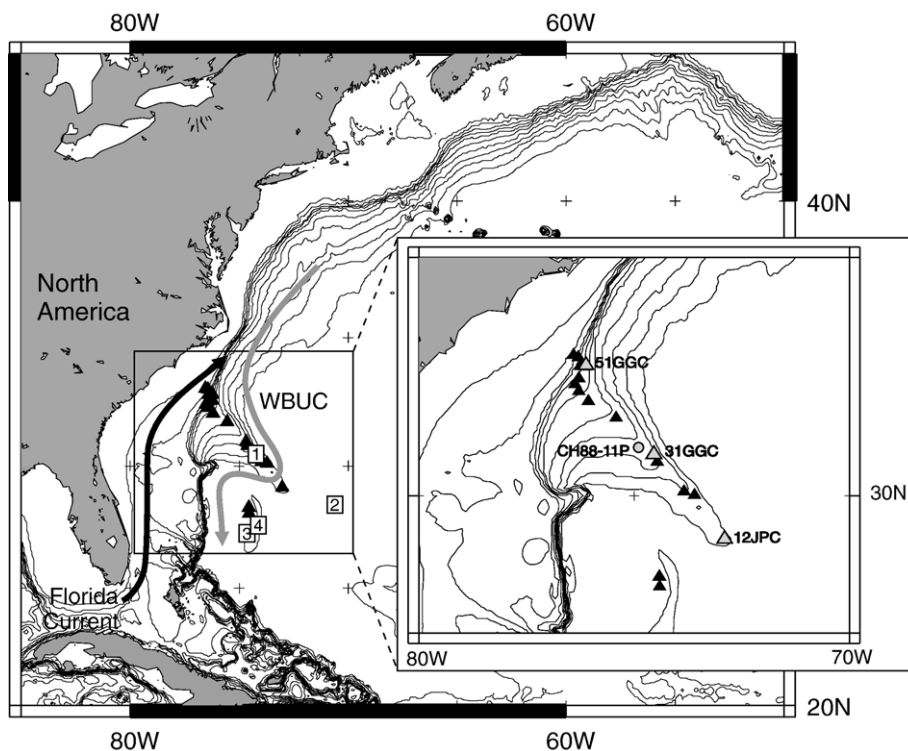 80W
60W
40N
North
America
51GGC
WBUC
CH88-11P
31GGC
1
2
30N
4
3
12JPC
Florida
Current
80W
70W
20N
80W
60W